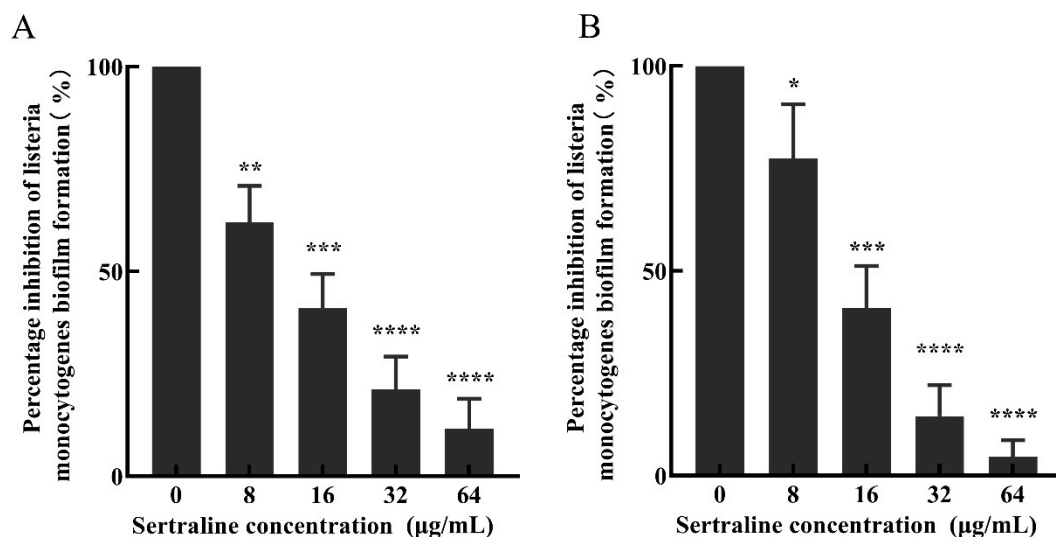 A
Percentage inhibition of listeria
monocytogenes biofilm formation( %)
100
50
0
**
***
****
****
0 8 16 32 64
Sertraline concentration (μg/mL)
B
Percentage inhibition of listeria
monocytogenes biofilm formation( %)
100
50
0
*
***
****
****
0 8 16 32 64
Sertraline concentration (μg/mL)